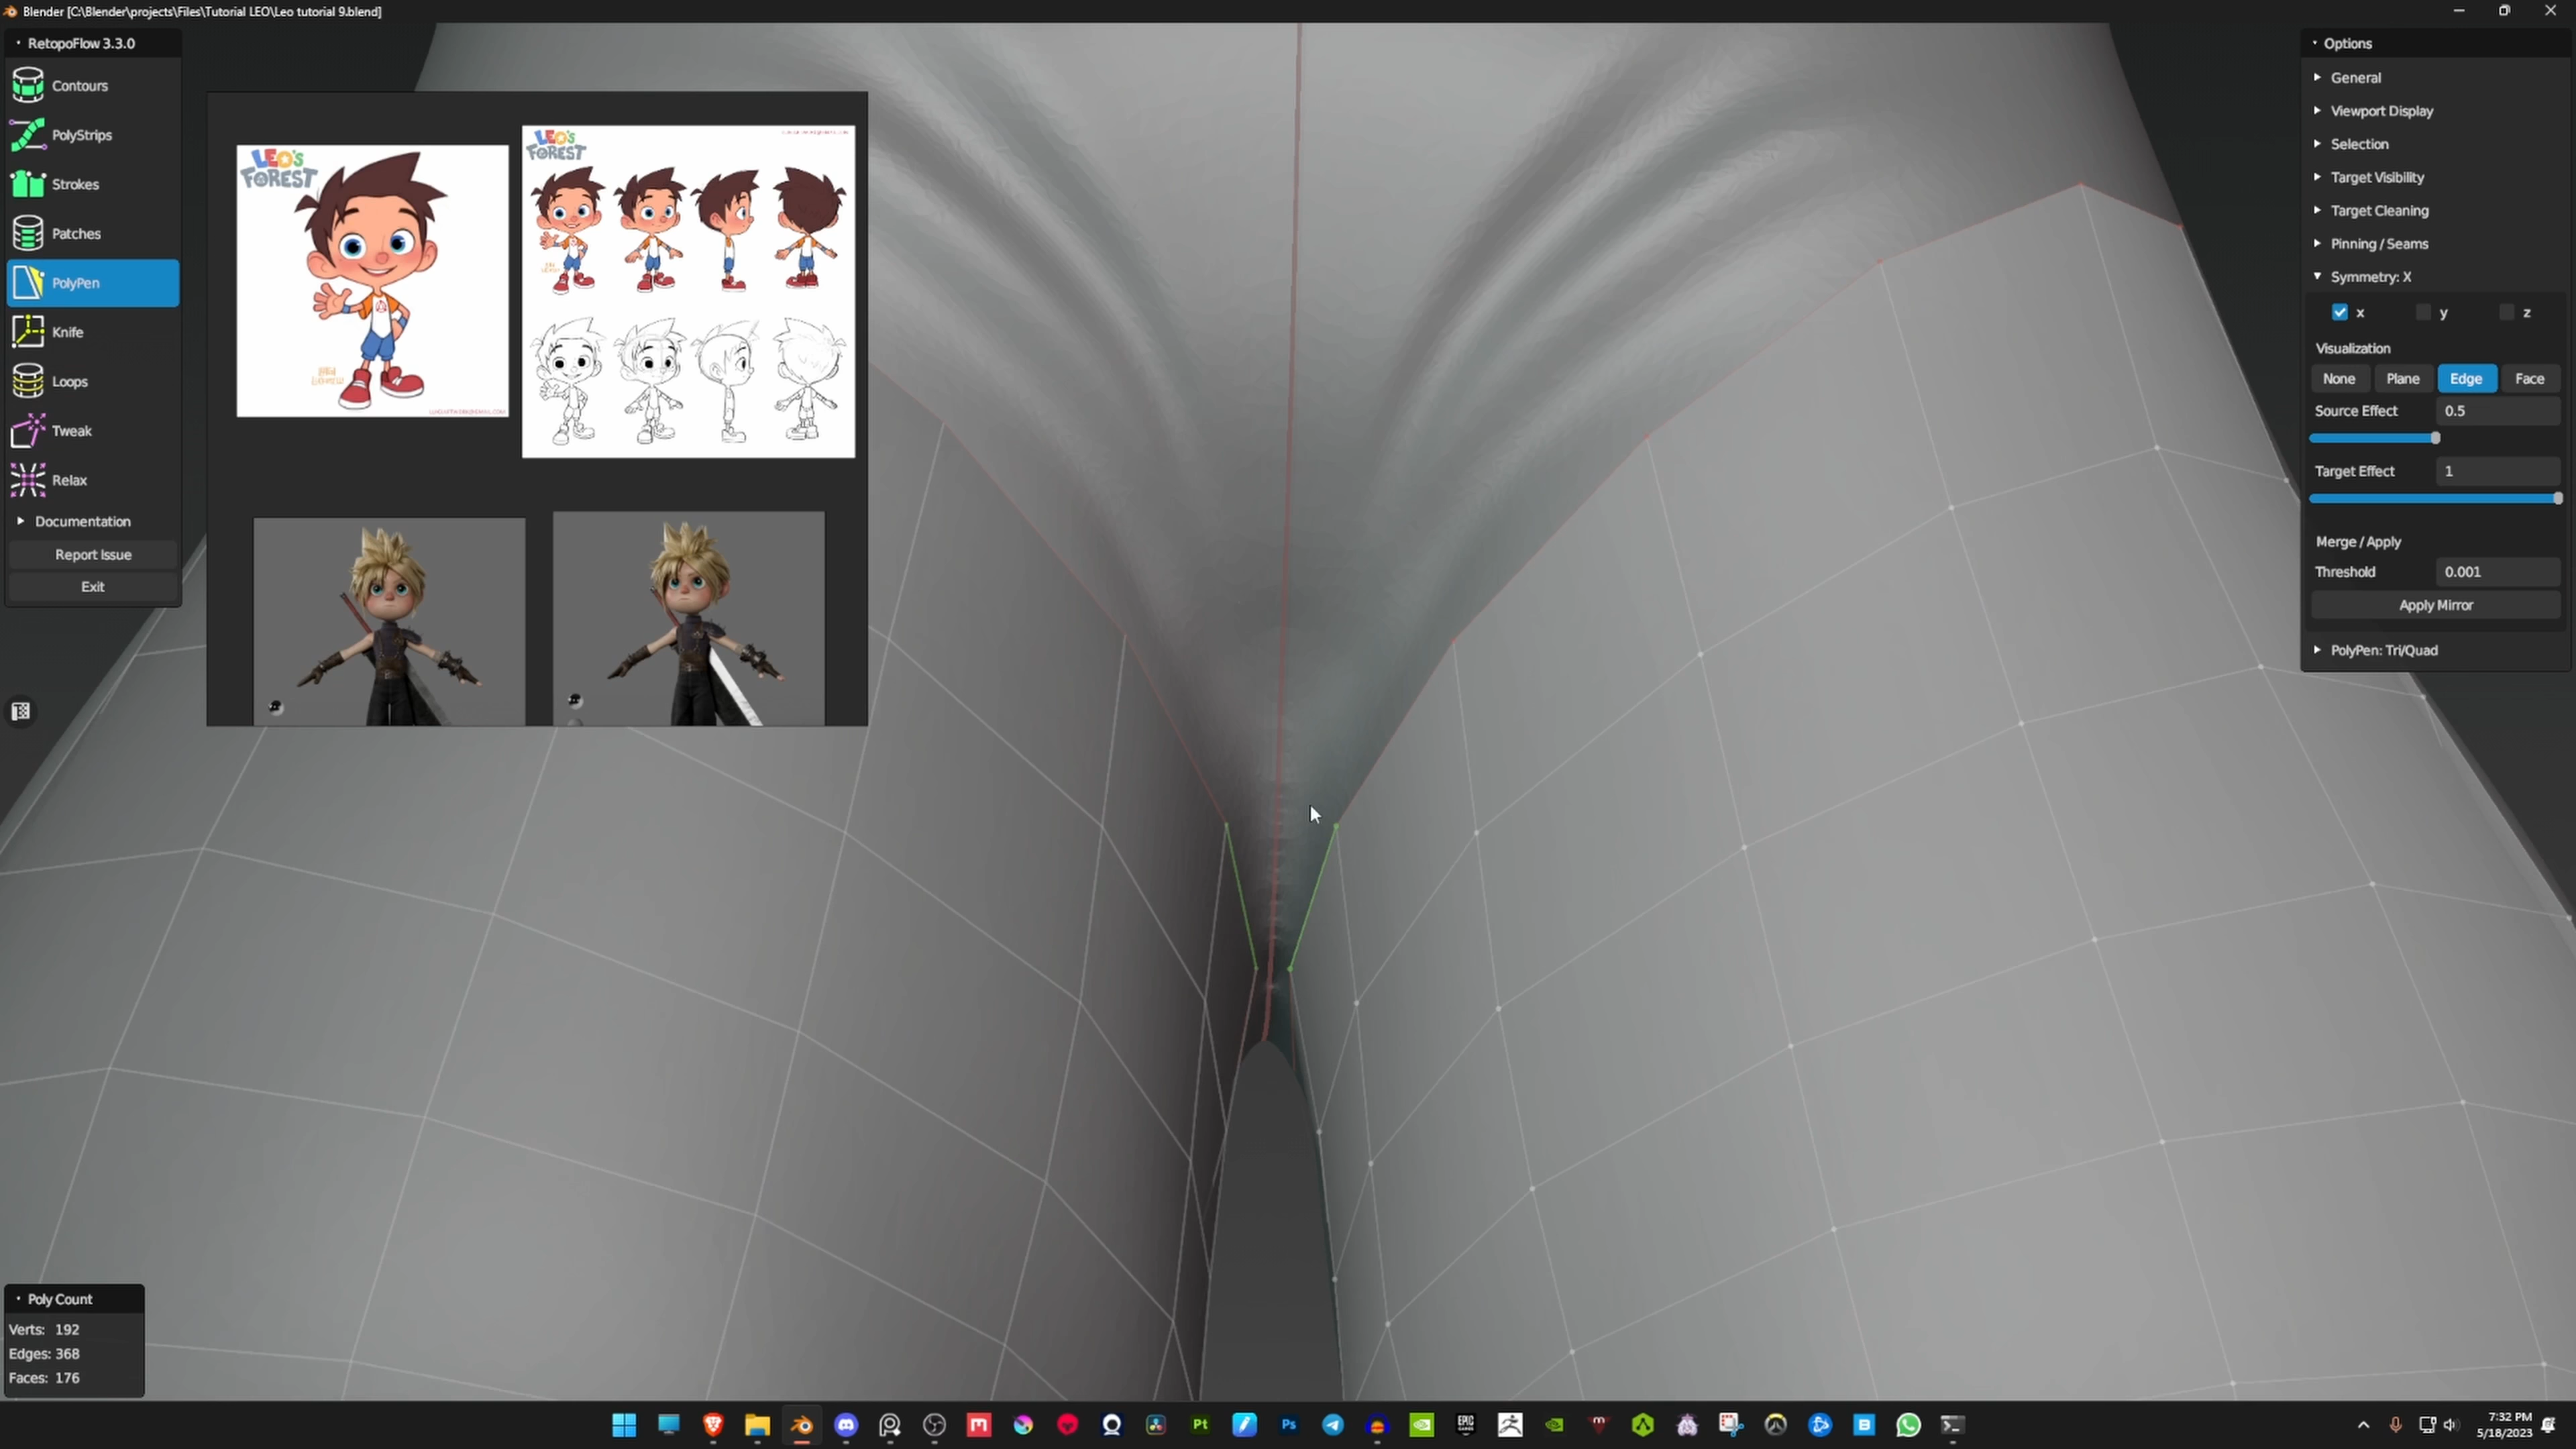 Blender [C:\Blender\projects\Files\Tutorial LEO\Leo tutorial 9.blend]
RetopoFlow 3.3.0
Contours
PolyStrips
Strokes
Patches
PolyPen
Knife
Loops
Tweak
Relax
Documentation
Report Issue
Exit
LEO'S
FOREST
LEO'S
FOREST
Options
General
Viewport Display
Selection
Target Visibility
Target Cleaning
Pinning / Seams
Symmetry: X
x y z
Visualization
None Plane Edge Face
Source Effect 0.5
Target Effect 1
Merge / Apply
Threshold 0.001
Apply Mirror
PolyPen: Tri/Quad
Poly Count
Verts: 192
Edges: 368
Faces: 176
Pt
Ps
EPIC
GAMES
B
7:32 PM
5/18/2023